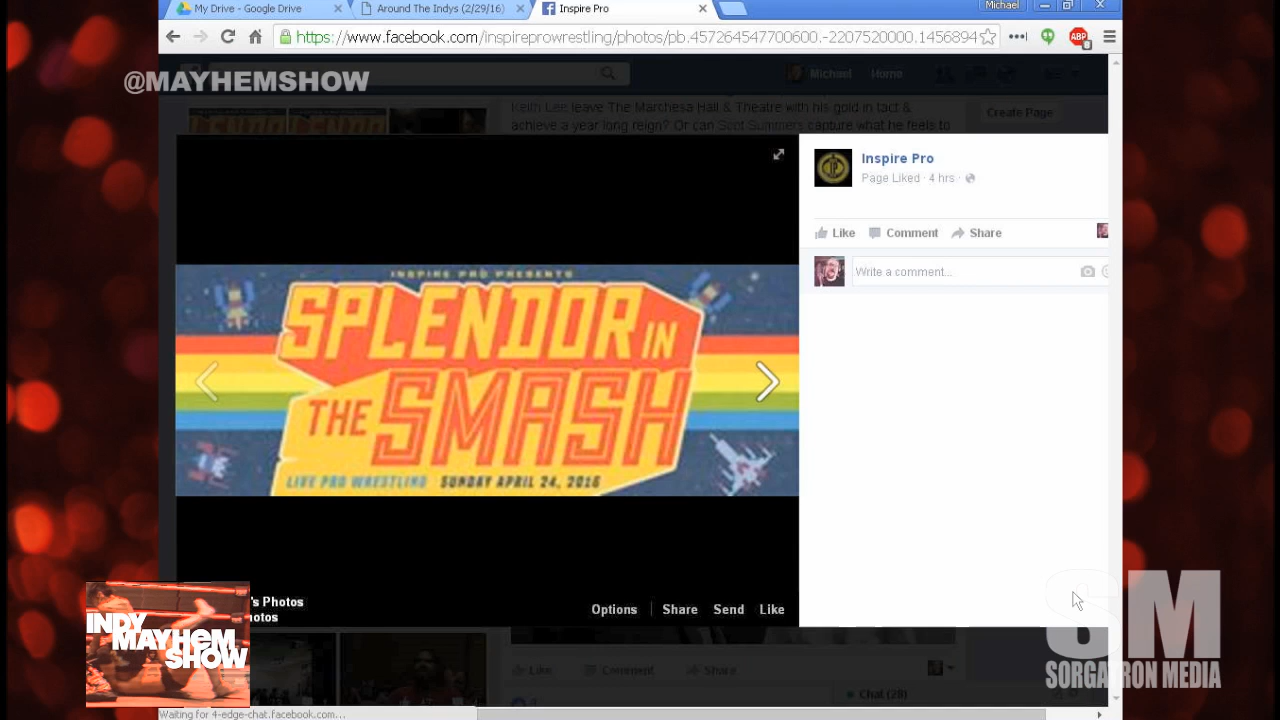 My Drive - Google Drive
Around The Indys (2/29/16)
Inspire Pro
Michael
https://www.facebook.com/inspireprowrestling/photos/pb.457264547700600.-2207520000.1456894
ABP
@MAYHEMSHOW
Michael
Home
Keith Lee leave The Marchesa Hall & Theatre with his gold in tact &
achieve a year long reign? Or can Scot Summers capture what he feels to
Create Page
Inspire Pro
Page Liked · 4 hrs ·
Like
Comment
Share
Write a comment...
INSPIRE PRO PRESENTS
SPLENDOR IN
THE SMASH
LIVE PRO WRESTLING SUNDAY APRIL 24, 2016
's Photos
otos
Options
Share
Send
Like
INDY
MAYHEM
SHOW
SM
SORGATRON MEDIA
Like
Comment
Share
Chat (28)
Waiting for 4-edge-chat.facebook.com...